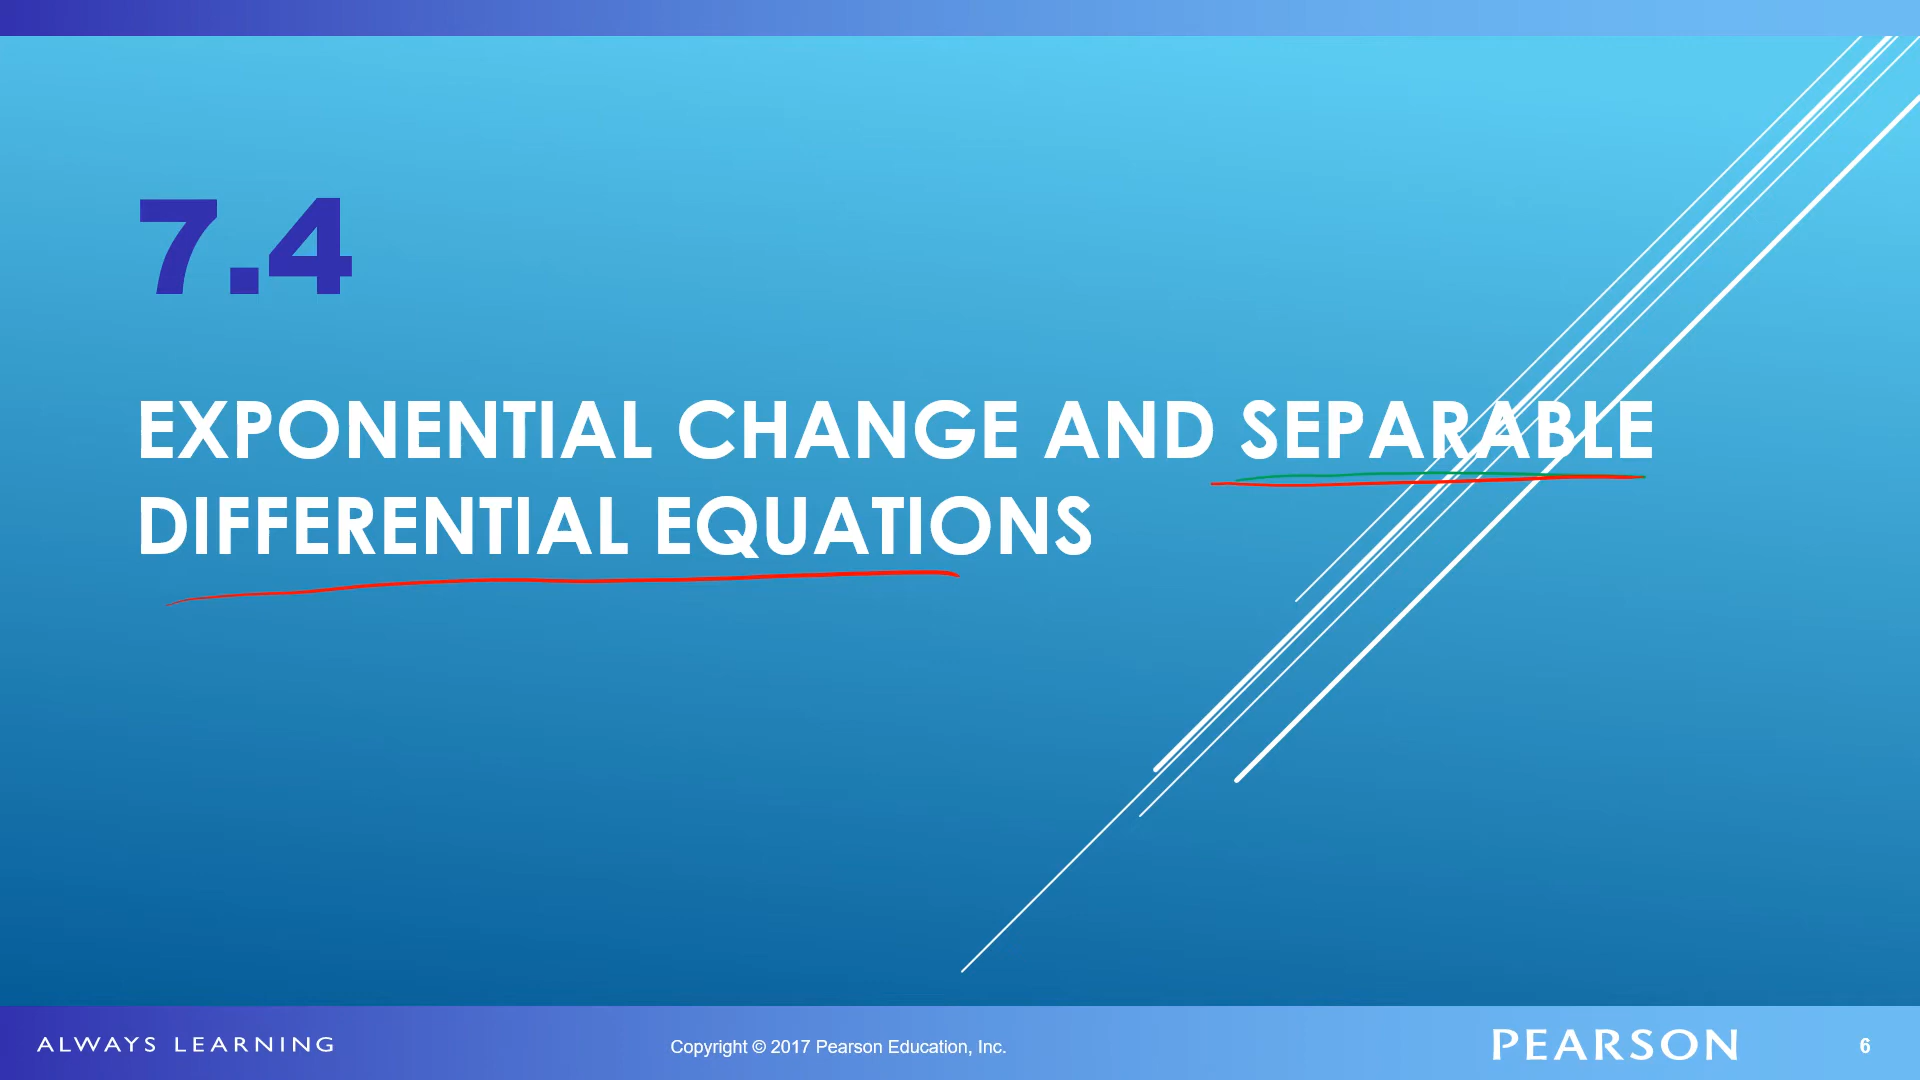 7.4
EXPONENTIAL CHANGE AND SEPARABLE
DIFFERENTIAL EQUATIONS
ALWAYS LEARNING
Copyright © 2017 Pearson Education, Inc.
PEARSON
6